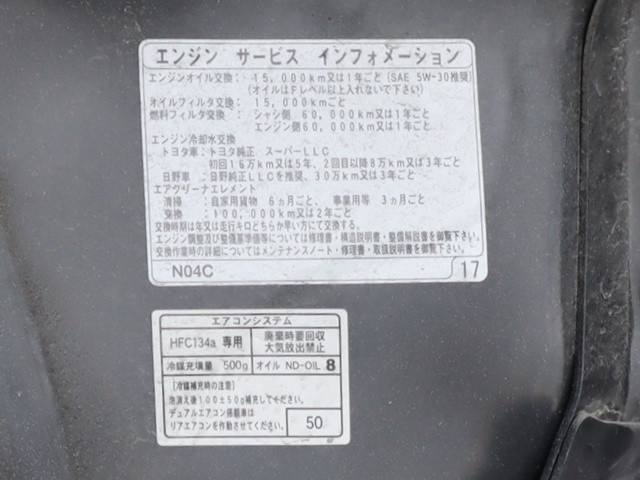 エンジン サービス インフォメーション
エンジンオイル交換：15,000km又は1年ごと (SAE 5W-30推奨)
(オイルはFレベル以上入れないで下さい)
オイルフィルタ交換：15,000kmごと
燃料フィルタ交換：シャシ側 60,000km又は1年ごと
エンジン側60,000km又は1年ごと
エンジン冷却水交換
トヨタ車：トヨタ純正 スーパーLLC
初回16万km又は5年、2回目以降8万km又は3年ごと
日野車：日野純正LLCを推奨、30万km又は3年ごと
エアクリーナエレメント
清掃：自家用貨物 6ヵ月ごと、事業用等 3ヵ月ごと
交換：100,000km又は2年ごと
交換時期は年又は走行キロどちらか早い方にて交換する。
エンジン調整及び整備基準値等については修理書・構造説明書・整備解説書を御覧下さい。
交換作業時の詳細にはメンテナンスノート・修理書・取扱説明書を御覧下さい。
N04C 17
エアコンシステム
HFC134a 専用 廃棄時要回収
大気放出禁止
冷媒充填量 500g オイル ND-OIL 8
[冷媒補充時の注意]
泡消え後100±50g補充してください。
デュアルエアコン搭載車は
リアエアコンを作動させてください。 50